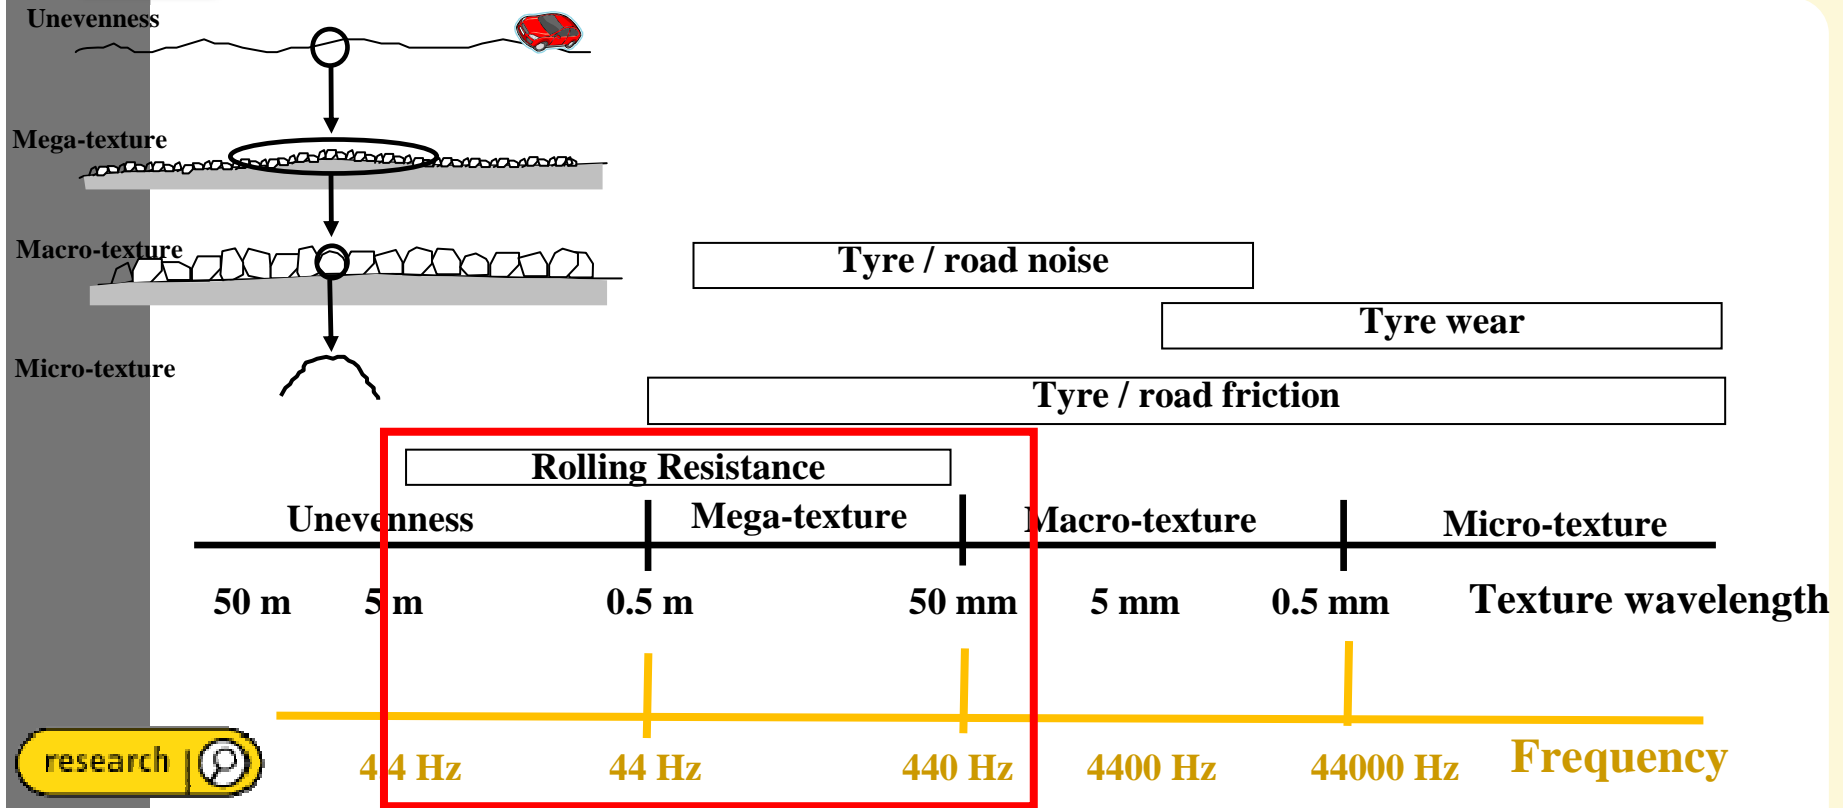 Unevenness
Mega-texture
Macro-texture
Micro-texture
Tyre / road noise
Tyre wear
Tyre / road friction
Rolling Resistance
Unevenness Mega-texture Macro-texture Micro-texture
50 m 5 m 0.5 m 50 mm 5 mm 0.5 mm Texture wavelength
4.4 Hz 44 Hz 440 Hz 4400 Hz 44000 Hz Frequency
research